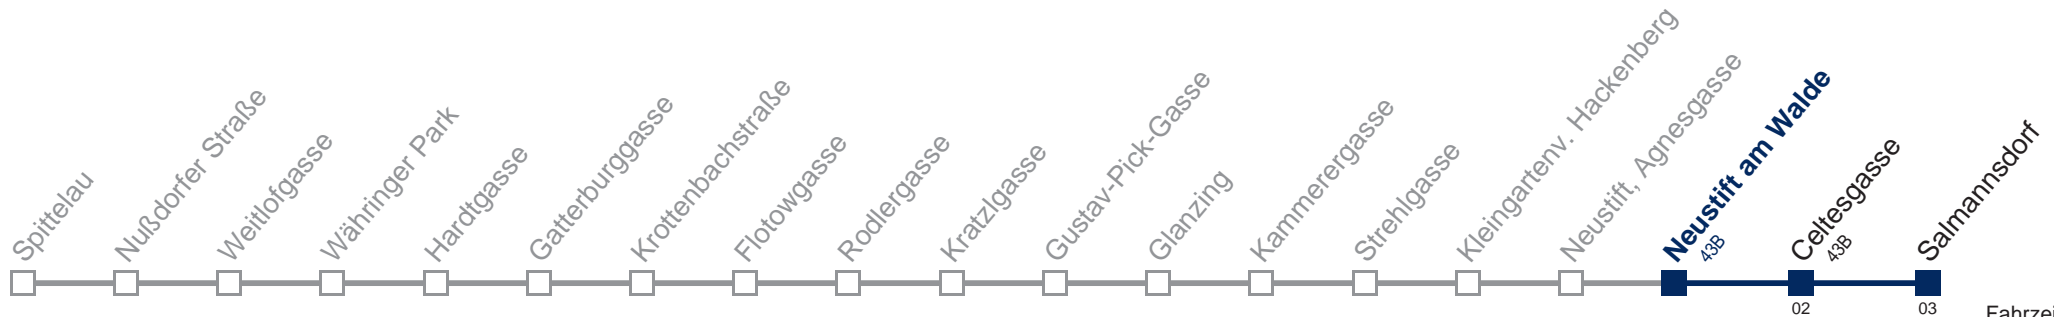 Spittelau
Nußdorfer Straße
Weitlofgasse
Währinger Park
Hardtgasse
Gatterburggasse
Krottenbachstraße
Flotowgasse
Rodlergasse
Kratzlgasse
Gustav-Pick-Gasse
Glanzing
Kammerergasse
Strehlgasse
Kleingartenv. Hackenberg
Neustift, Agnesgasse
Neustift am Walde
43B
Celtesgasse
43B
Salmannsdorf
02
03
Fahrzei